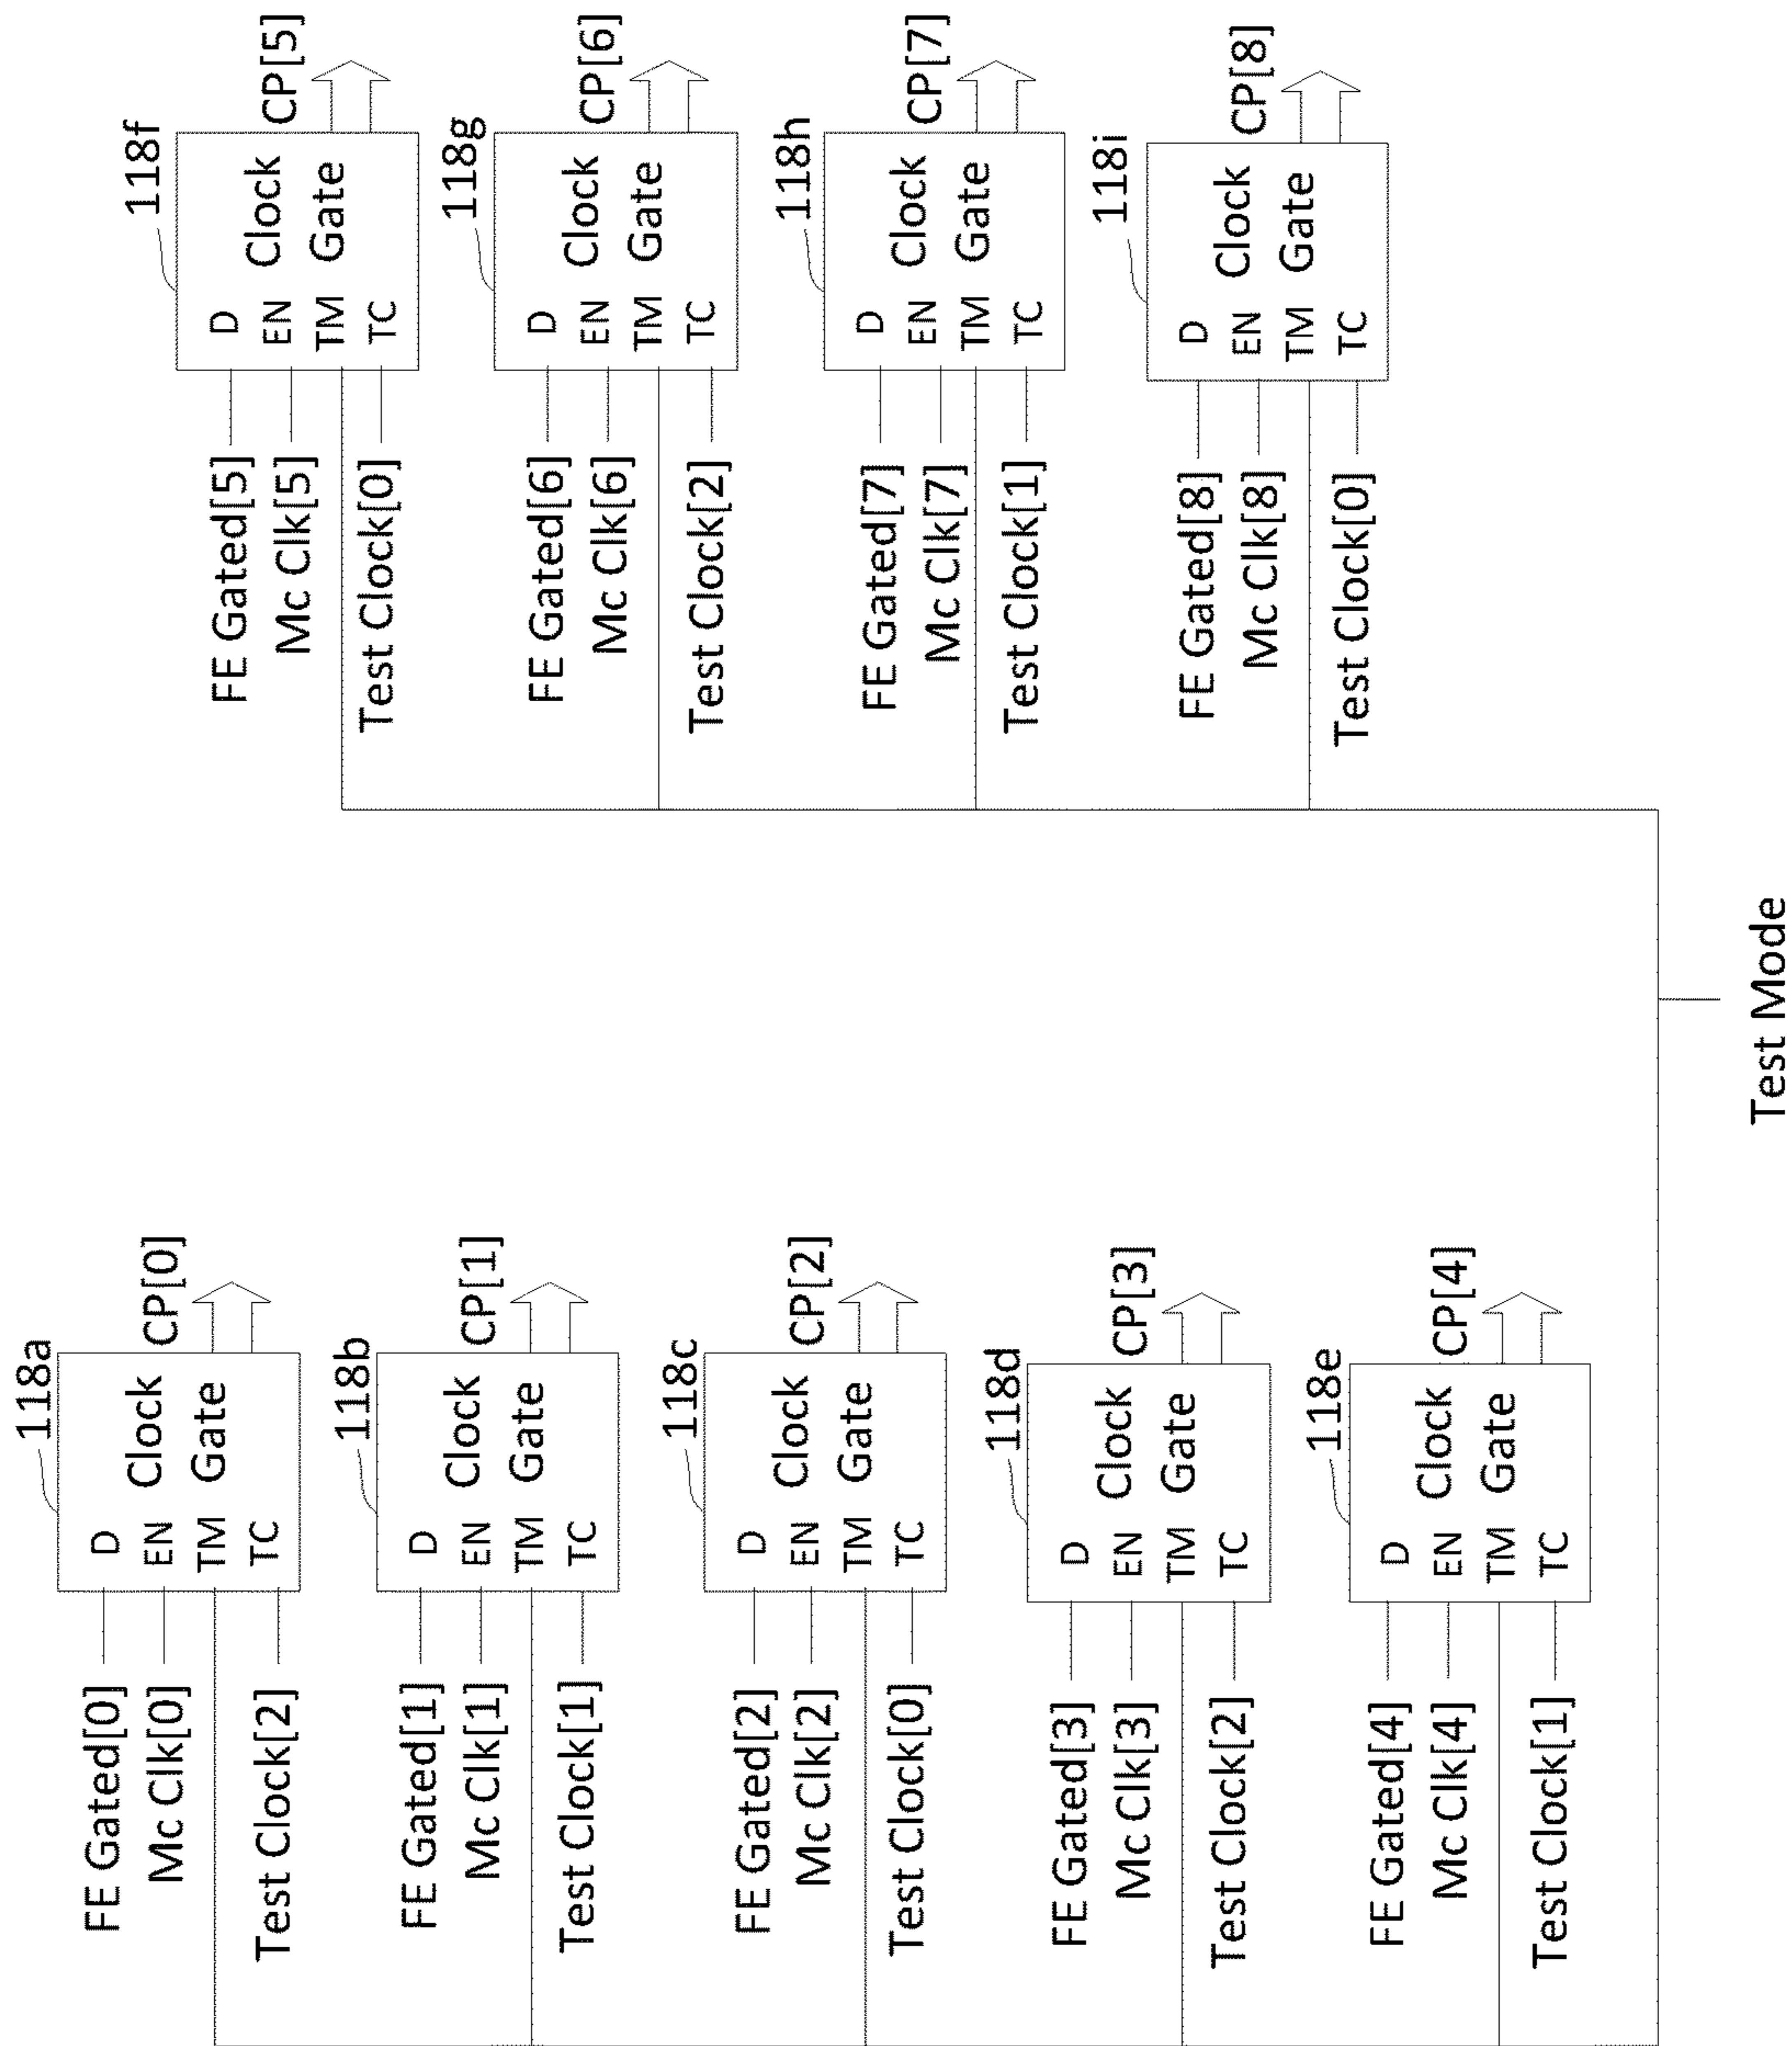 118a
FE Gated[0]
D
Mc Clk[0]
EN
Clock
CP[0]
TM
Gate
Test Clock[2]
TC
118b
FE Gated[1]
D
Mc Clk[1]
EN
Clock
CP[1]
TM
Gate
Test Clock[1]
TC
118c
FE Gated[2]
D
Mc Clk[2]
EN
Clock
CP[2]
TM
Gate
Test Clock[0]
TC
118d
FE Gated[3]
D
Mc Clk[3]
EN
Clock
CP[3]
TM
Gate
Test Clock[2]
TC
118e
FE Gated[4]
D
Mc Clk[4]
EN
Clock
CP[4]
TM
Gate
Test Clock[1]
TC
118f
FE Gated[5]
D
Mc Clk[5]
EN
Clock
CP[5]
TM
Gate
Test Clock[0]
TC
118g
FE Gated[6]
D
Mc Clk[6]
EN
Clock
CP[6]
TM
Gate
Test Clock[2]
TC
118h
FE Gated[7]
D
Mc Clk[7]
EN
Clock
CP[7]
TM
Gate
Test Clock[1]
TC
118i
FE Gated[8]
D
Mc Clk[8]
EN
Clock
CP[8]
TM
Gate
Test Clock[0]
TC
Test Mode